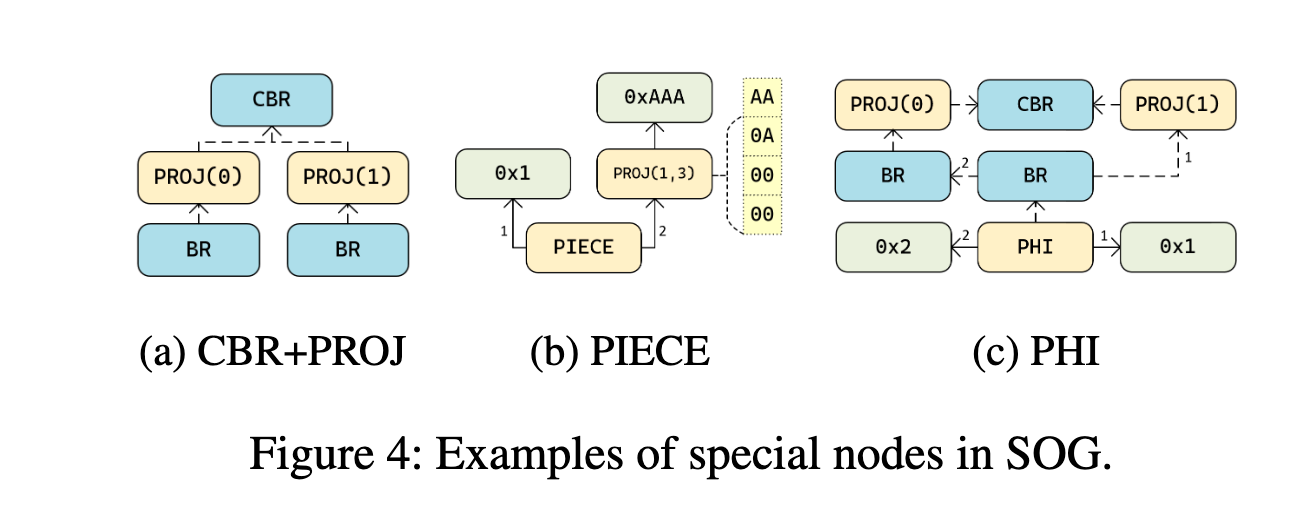 CBR
PROJ(0)
PROJ(1)
BR
BR
(a) CBR+PROJ
0xAAA
AA
0A
00
00
0x1
PROJ(1,3)
1
2
PIECE
(b) PIECE
PROJ(0)
CBR
PROJ(1)
BR
2
BR
1
0x2
2
PHI
1
0x1
(c) PHI
Figure 4: Examples of special nodes in SOG.